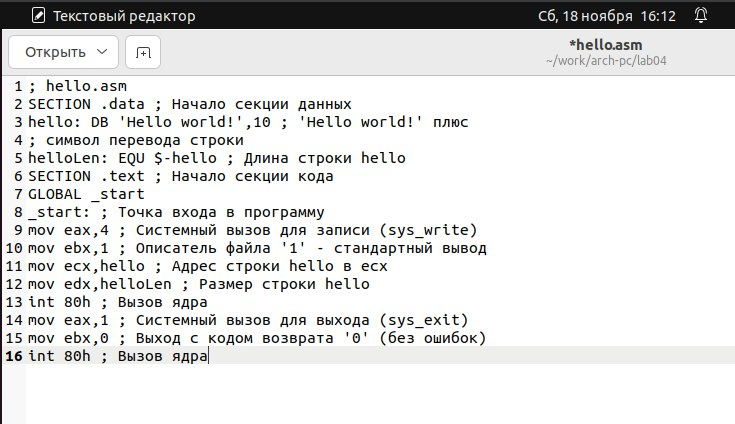 Текстовый редактор
Сб, 18 ноября 16:12
Открыть
*hello.asm
~/work/arch-pc/lab04
1 ; hello.asm
2 SECTION .data ; Начало секции данных
3 hello: DB 'Hello world!',10 ; 'Hello world!' плюс
4 ; символ перевода строки
5 helloLen: EQU $-hello ; Длина строки hello
6 SECTION .text ; Начало секции кода
7 GLOBAL _start
8 _start: ; Точка входа в программу
9 mov eax,4 ; Системный вызов для записи (sys_write)
10 mov ebx,1 ; Описатель файла '1' - стандартный вывод
11 mov ecx,hello ; Адрес строки hello в ecx
12 mov edx,helloLen ; Размер строки hello
13 int 80h ; Вызов ядра
14 mov eax,1 ; Системный вызов для выхода (sys_exit)
15 mov ebx,0 ; Выход с кодом возврата '0' (без ошибок)
16 int 80h ; Вызов ядра